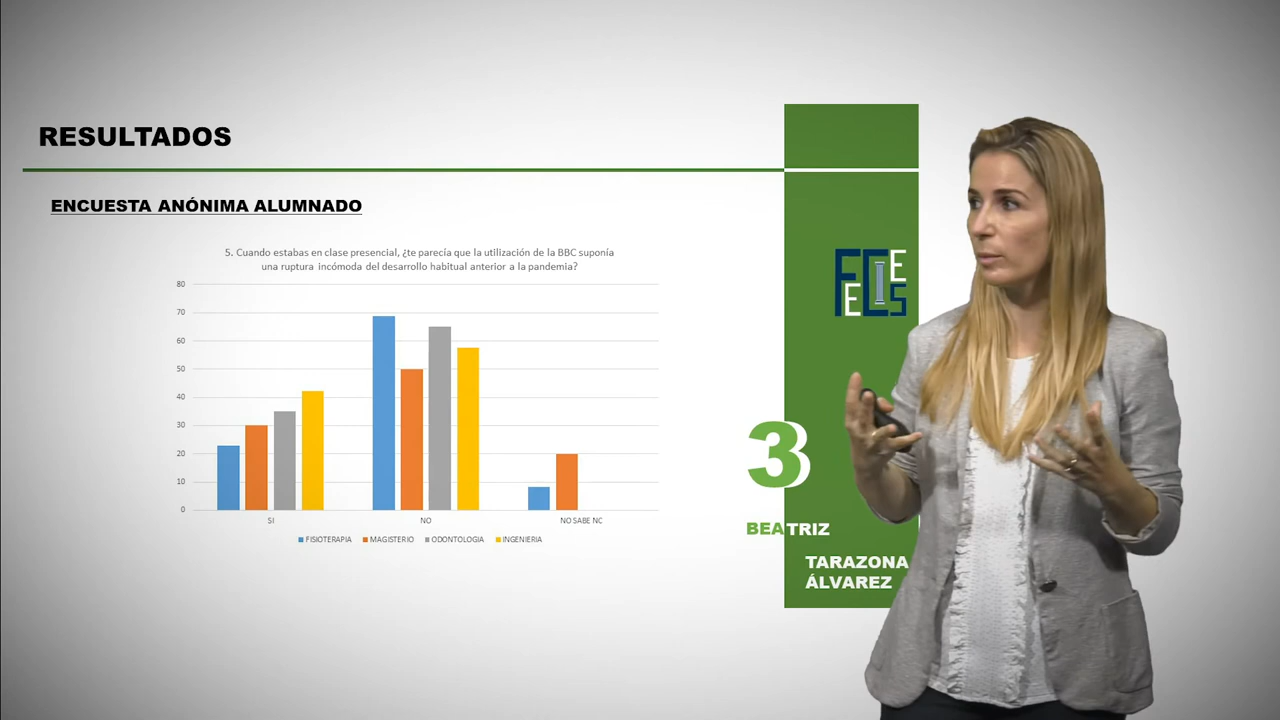 RESULTADOS
ENCUESTA ANÓNIMA ALUMNADO
5. Cuando estabas en clase presencial, ¿te parecía que la utilización de la BBC suponía
una ruptura incómoda del desarrollo habitual anterior a la pandemia?
80
70
60
50
40
30
20
10
0
SI NO NO SABE NC
FISIOTERAPIA MAGISTERIO ODONTOLOGIA INGENIERIA
FECIES
3
BEATRIZ
TARAZONA
ÁLVAREZ